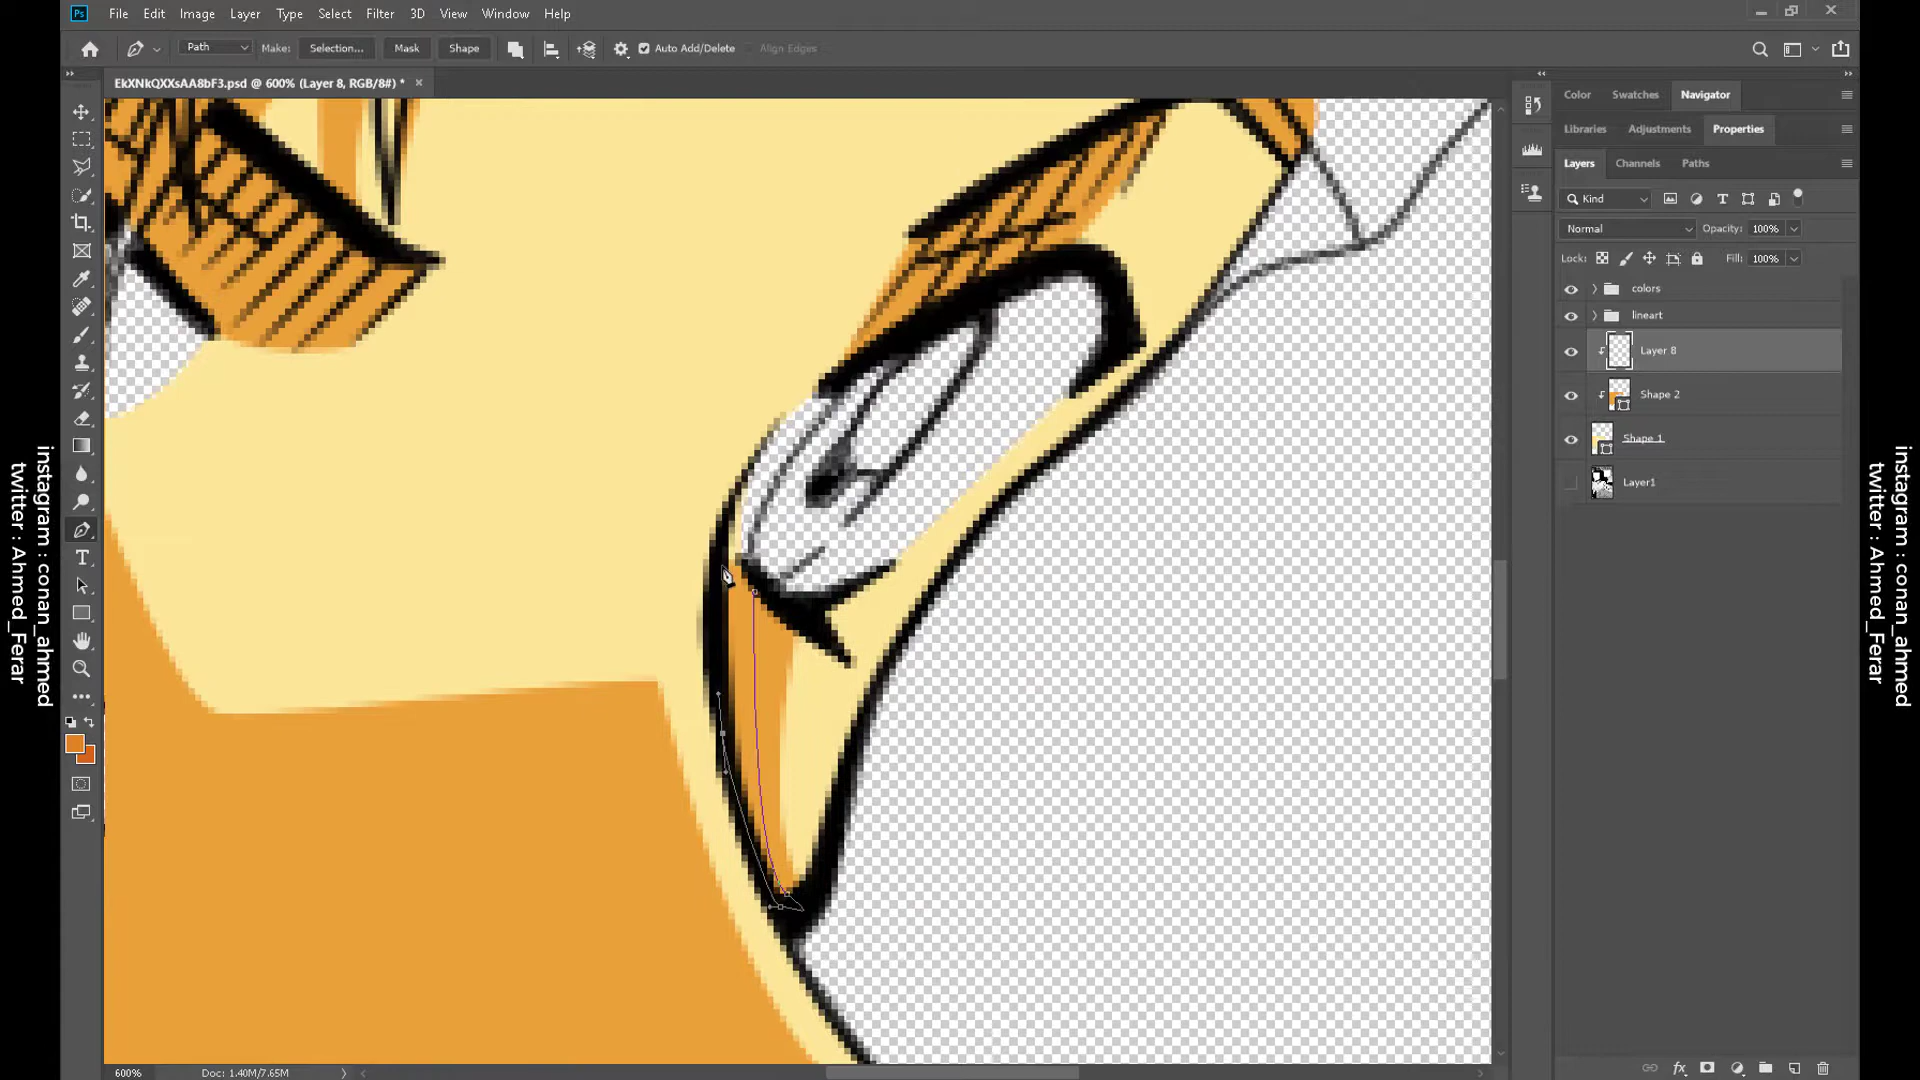 File Edit Image Layer Type Select Filter 3D View Window Help
Path Make: Selection... Mask Shape Auto Add/Delete Align Edges
EkXNkQXXsAA8bF3.psd @ 600% (Layer 8, RGB/8#) *
Color Swatches Navigator
Libraries Adjustments Properties
Layers Channels Paths
Kind
Normal Opacity: 100%
Lock: Fill: 100%
colors
lineart
Layer 8
Shape 2
Shape 1
Layer1
instagram : conan_ahmed
twitter : Ahmed_Ferar
instagram : conan_ahmed
twitter : Ahmed_Ferar
600% Doc: 1.40M/7.65M